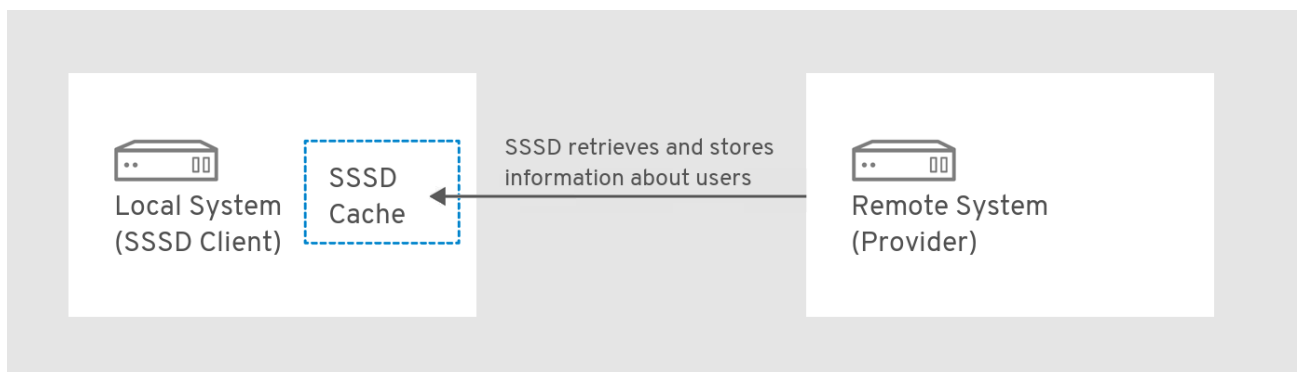 SSSD retrieves and stores
information about users
SSSD
Cache
Local System
(SSSD Client)
Remote System
(Provider)